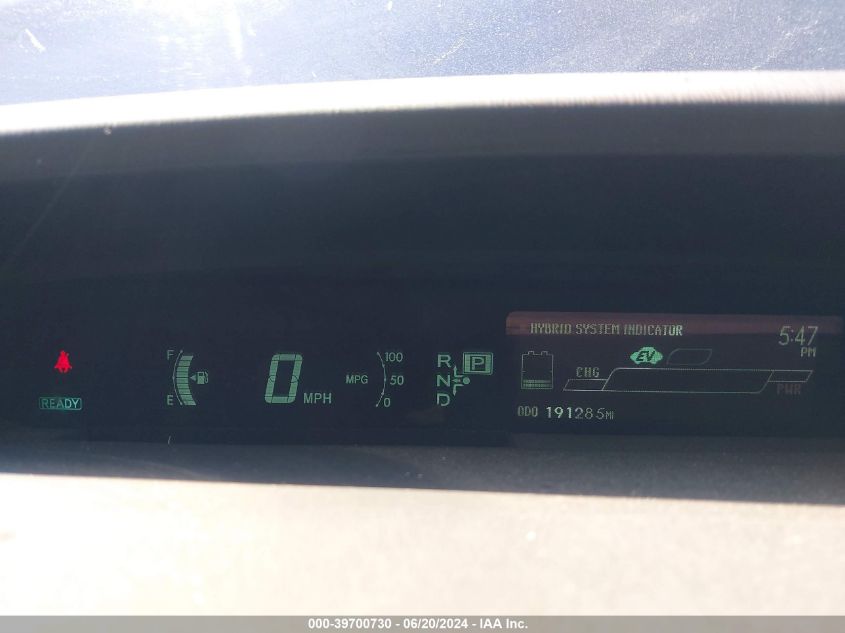 HYBRID SYSTEM INDICATOR
5:47
PM
EV
CHG
PWR
ODO 191285MI
F
E
0 MPH
MPG
100
50
0
R
N
D
P
READY
000-39700730 - 06/20/2024 - IAA Inc.